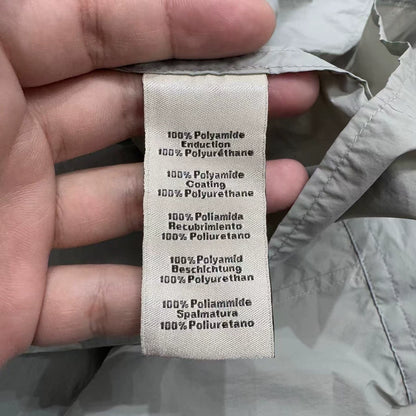 100% Polyamide
Enduction
100% Polyuréthane
100% Polyamide
Coating
100% Polyurethane
100% Poliamida
Recubrimiento
100% Poliuretano
100% Polyamid
Beschichtung
100% Polyurethan
100% Poliammide
Spalmatura
100% Poliuretano